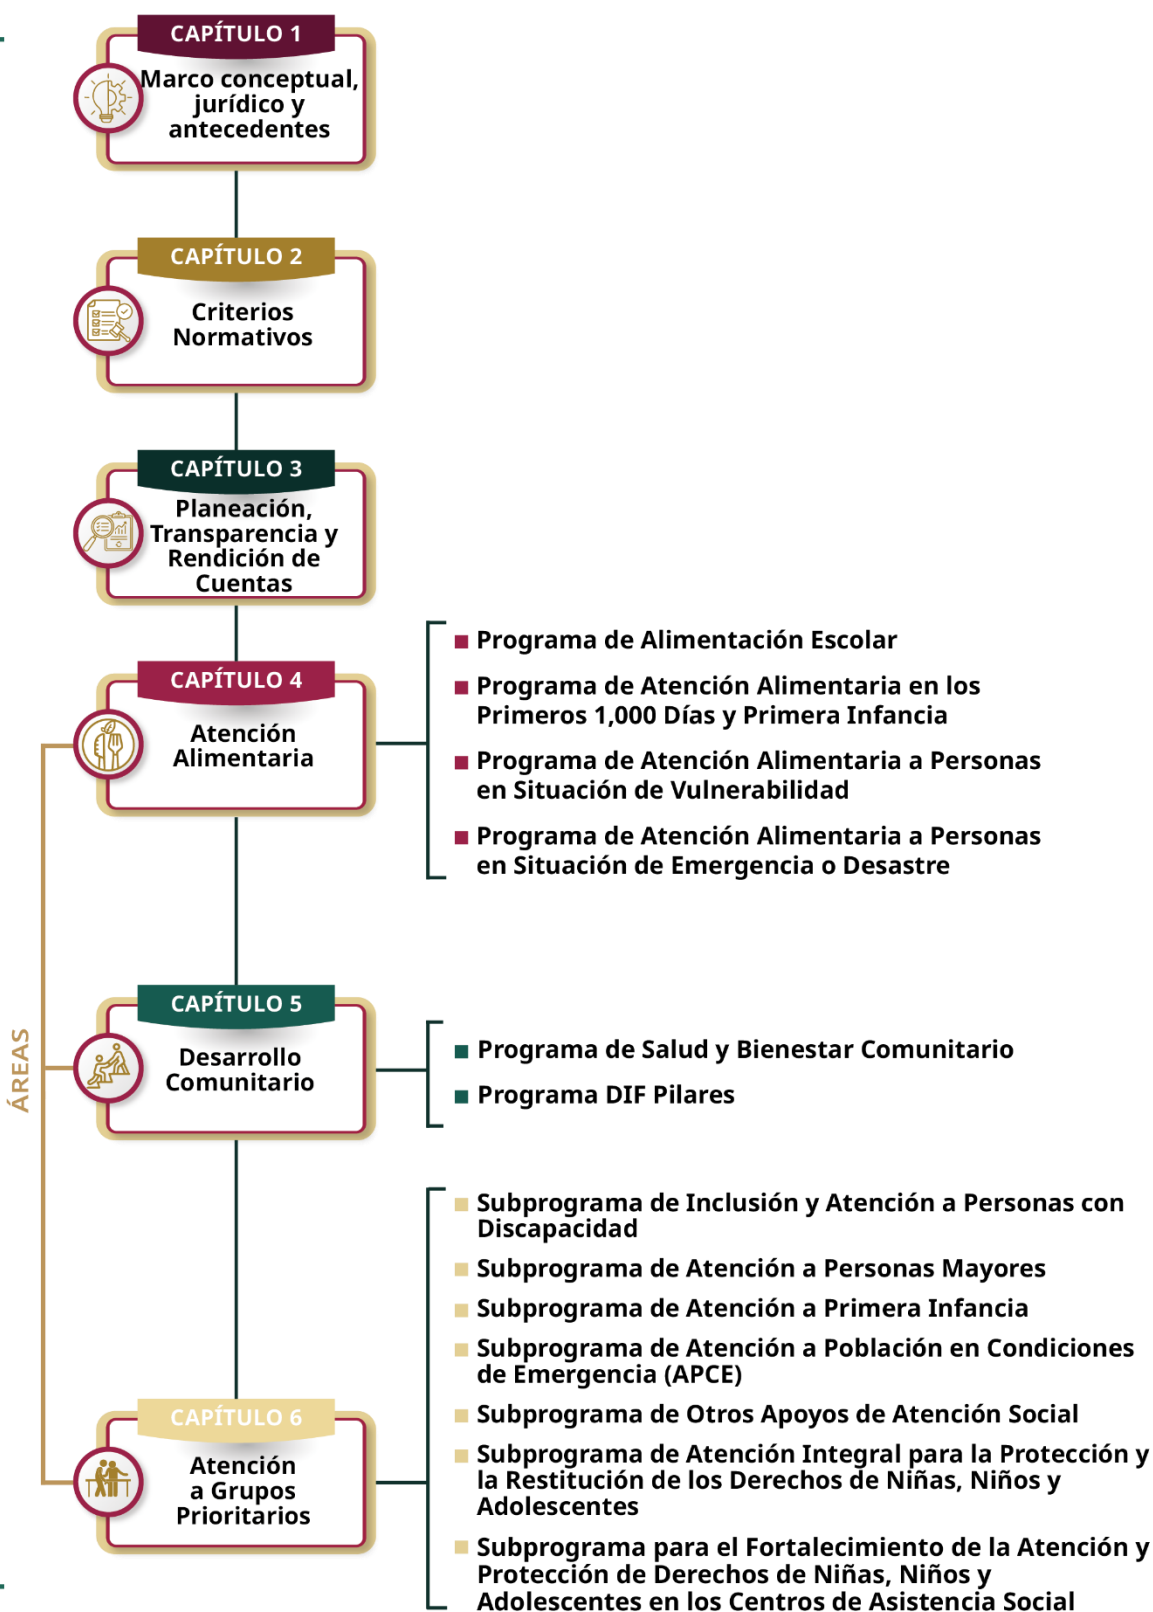 CAPÍTULO 1
Marco conceptual,
jurídico y
antecedentes
CAPÍTULO 2
Criterios
Normativos
CAPÍTULO 3
Planeación,
Transparencia y
Rendición de
Cuentas
CAPÍTULO 4
Atención
Alimentaria
Programa de Alimentación Escolar
Programa de Atención Alimentaria en los
Primeros 1,000 Días y Primera Infancia
Programa de Atención Alimentaria a Personas
en Situación de Vulnerabilidad
Programa de Atención Alimentaria a Personas
en Situación de Emergencia o Desastre
ÁREAS
CAPÍTULO 5
Desarrollo
Comunitario
Programa de Salud y Bienestar Comunitario
Programa DIF Pilares
CAPÍTULO 6
Atención
a Grupos
Prioritarios
Subprograma de Inclusión y Atención a Personas con
Discapacidad
Subprograma de Atención a Personas Mayores
Subprograma de Atención a Primera Infancia
Subprograma de Atención a Población en Condiciones
de Emergencia (APCE)
Subprograma de Otros Apoyos de Atención Social
Subprograma de Atención Integral para la Protección y
la Restitución de los Derechos de Niñas, Niños y
Adolescentes
Subprograma para el Fortalecimiento de la Atención y
Protección de Derechos de Niñas, Niños y
Adolescentes en los Centros de Asistencia Social